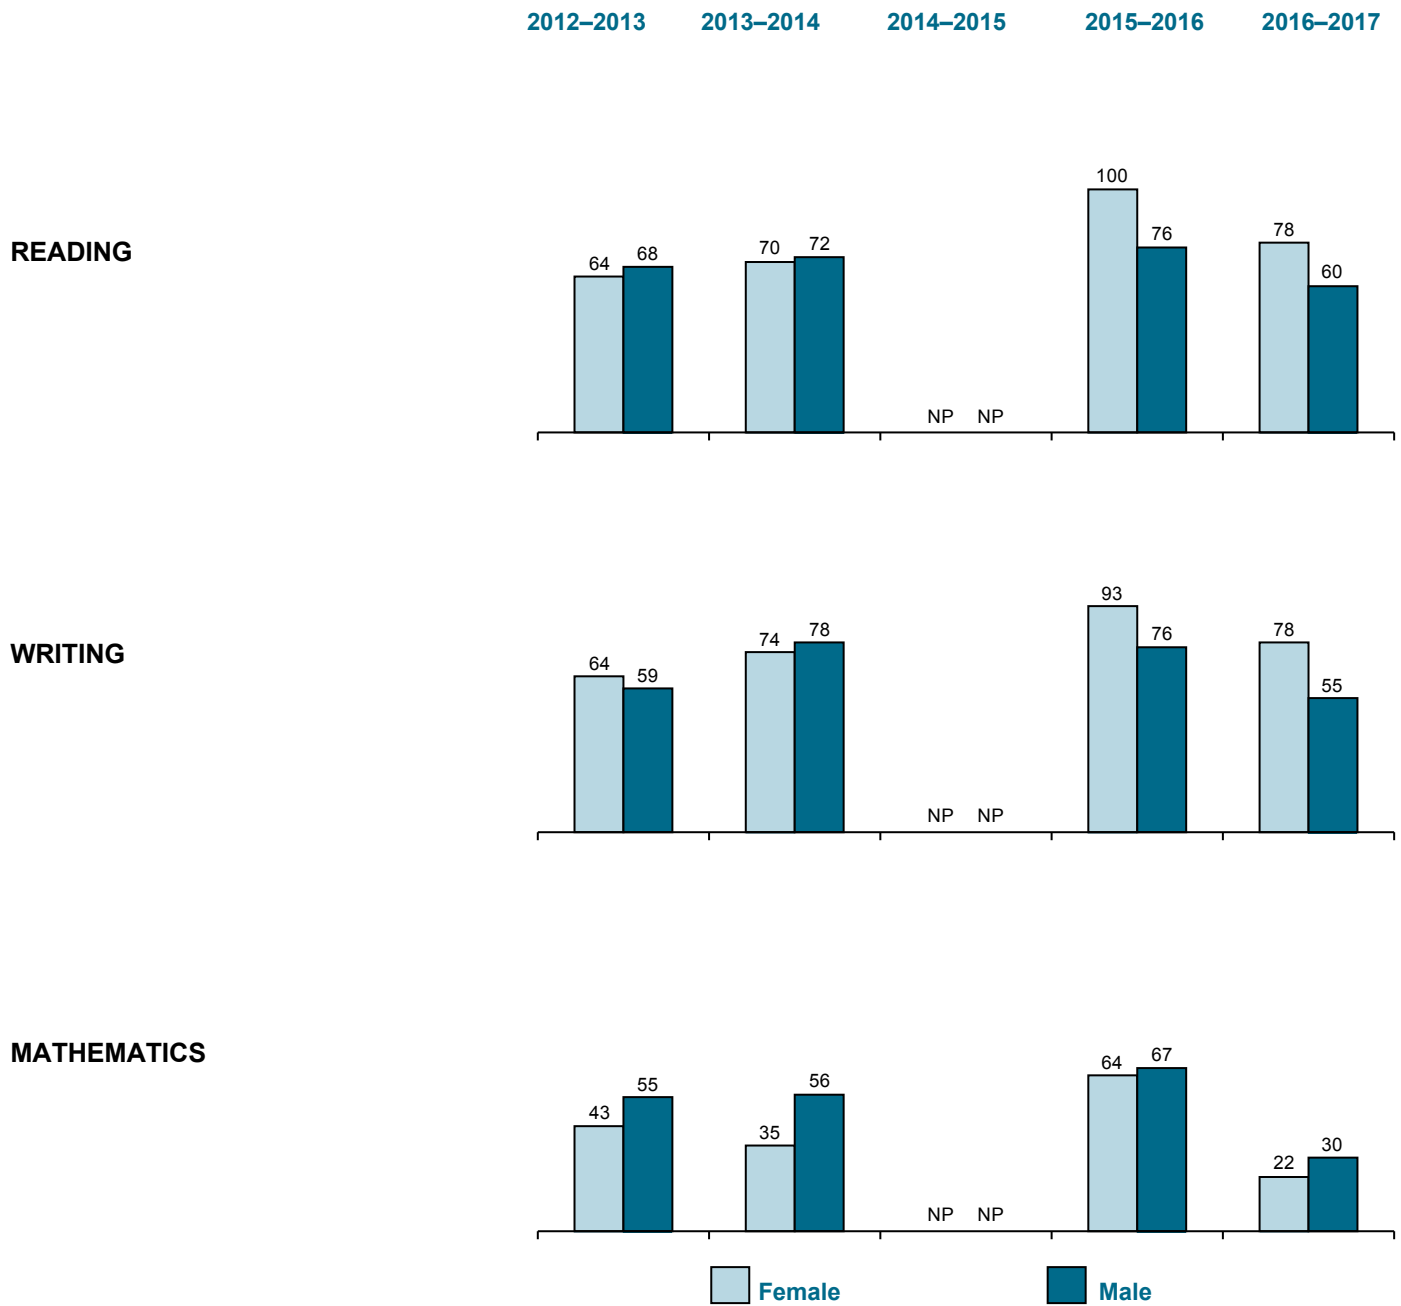 2012–2013 2013–2014 2014–2015 2015–2016 2016–2017
READING
64 68 70 72 NP NP 100 76 78 60
WRITING
64 59 74 78 NP NP 93 76 78 55
MATHEMATICS
43 55 35 56 NP NP 64 67 22 30
Female Male